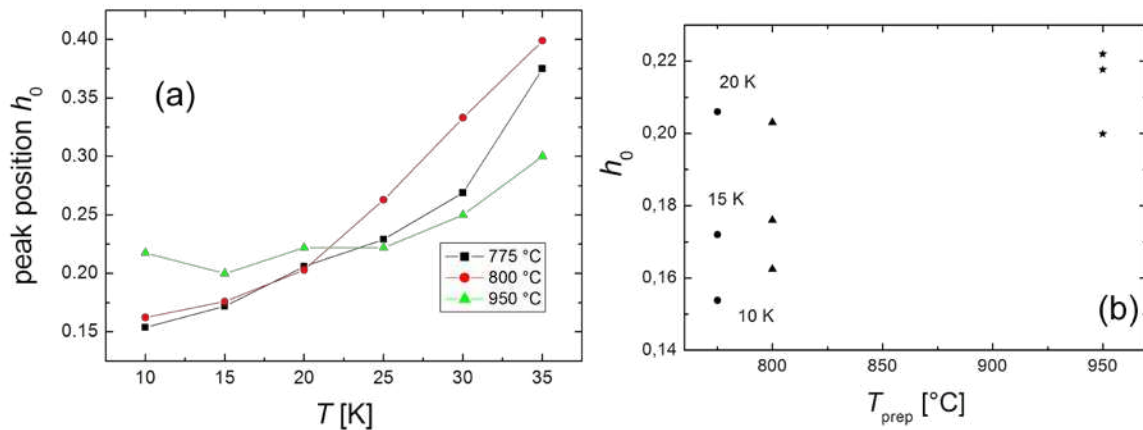 0.40
0.35
0.30
0.25
0.20
0.15
peak position h₀
(a)
775 °C
800 °C
950 °C
10 15 20 25 30 35
T [K]
0,22
0,20
0,18
0,16
0,14
h₀
20 K
15 K
10 K
(b)
800 850 900 950
T_prep [°C]